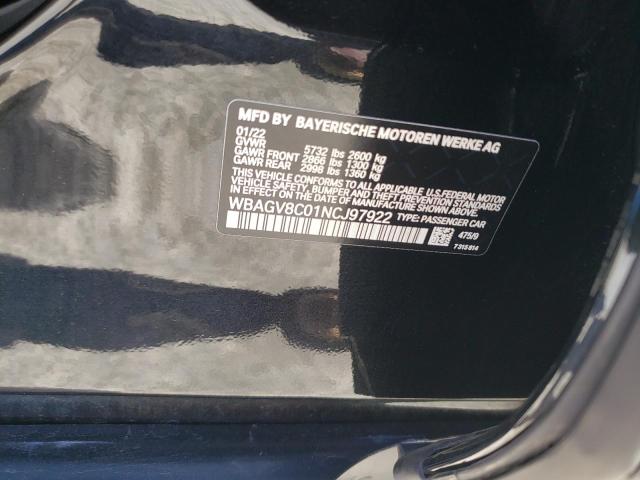 MFD BY BAYERISCHE MOTOREN WERKE AG
01/22
GVWR 5732 lbs 2600 kg
GAWR FRONT 2866 lbs 1300 kg
GAWR REAR 2998 lbs 1360 kg
THIS VEHICLE CONFORMS TO ALL APPLICABLE U.S. FEDERAL MOTOR
VEHICLE SAFETY, BUMPER AND THEFT PREVENTION STANDARDS
IN EFFECT ON THE DATE OF MANUFACTURE SHOWN ABOVE.
WBAGV8C01NCJ97922 TYPE: PASSENGER CAR
475/9
7315814